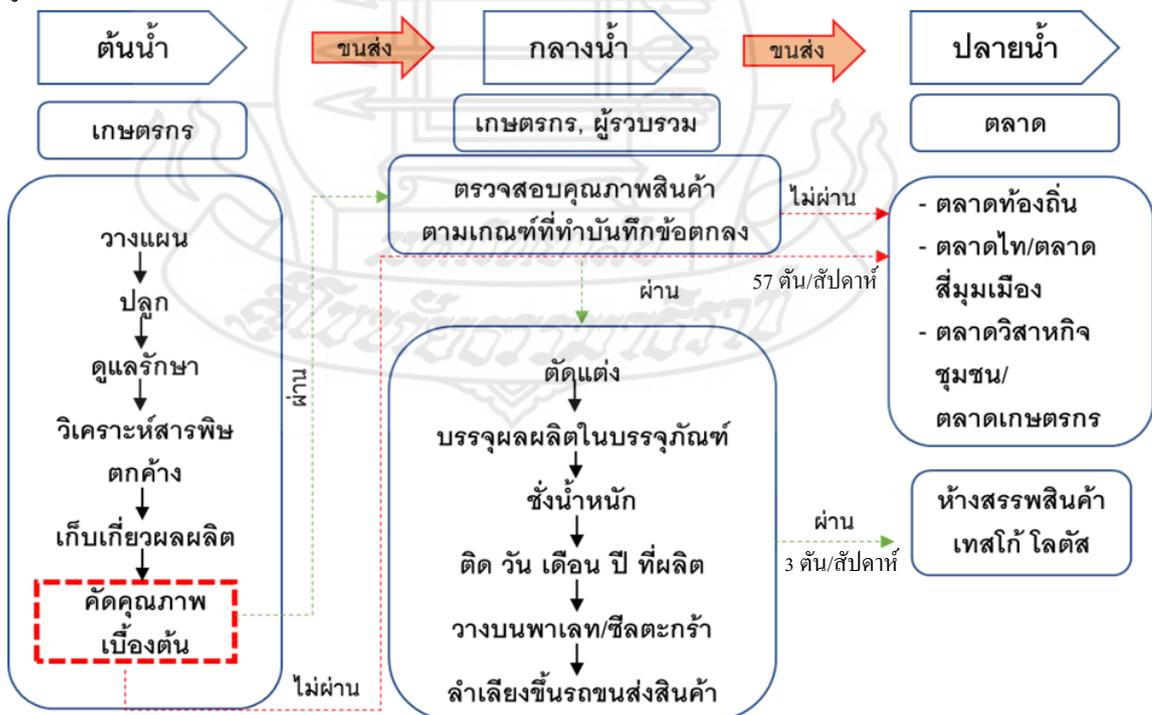 ต้นน้ำ
ขนส่ง
กลางน้ำ
ขนส่ง
ปลายน้ำ
เกษตรกร
เกษตรกร, ผู้รวบรวม
ตลาด
วางแผน
ปลูก
ดูแลรักษา
วิเคราะห์สารพิษ
ตกค้าง
เก็บเกี่ยวผลผลิต
คัดคุณภาพ
เบื้องต้น
ผ่าน
ไม่ผ่าน
ตรวจสอบคุณภาพสินค้า
ตามเกณฑ์ที่ทำบันทึกข้อตกลง
ไม่ผ่าน
57 ตัน/สัปดาห์
ผ่าน
ตัดแต่ง
บรรจุผลผลิตในบรรจุภัณฑ์
ชั่งน้ำหนัก
ติด วัน เดือน ปี ที่ผลิต
วางบนพาเลท/ซีลตะกร้า
ลำเลียงขึ้นรถขนส่งสินค้า
ผ่าน
3 ตัน/สัปดาห์
- ตลาดท้องถิ่น
- ตลาดไท/ตลาด
สี่มุมเมือง
- ตลาดวิสาหกิจ
ชุมชน/
ตลาดเกษตรกร
ห้างสรรพสินค้า
เทสโก้ โลตัส